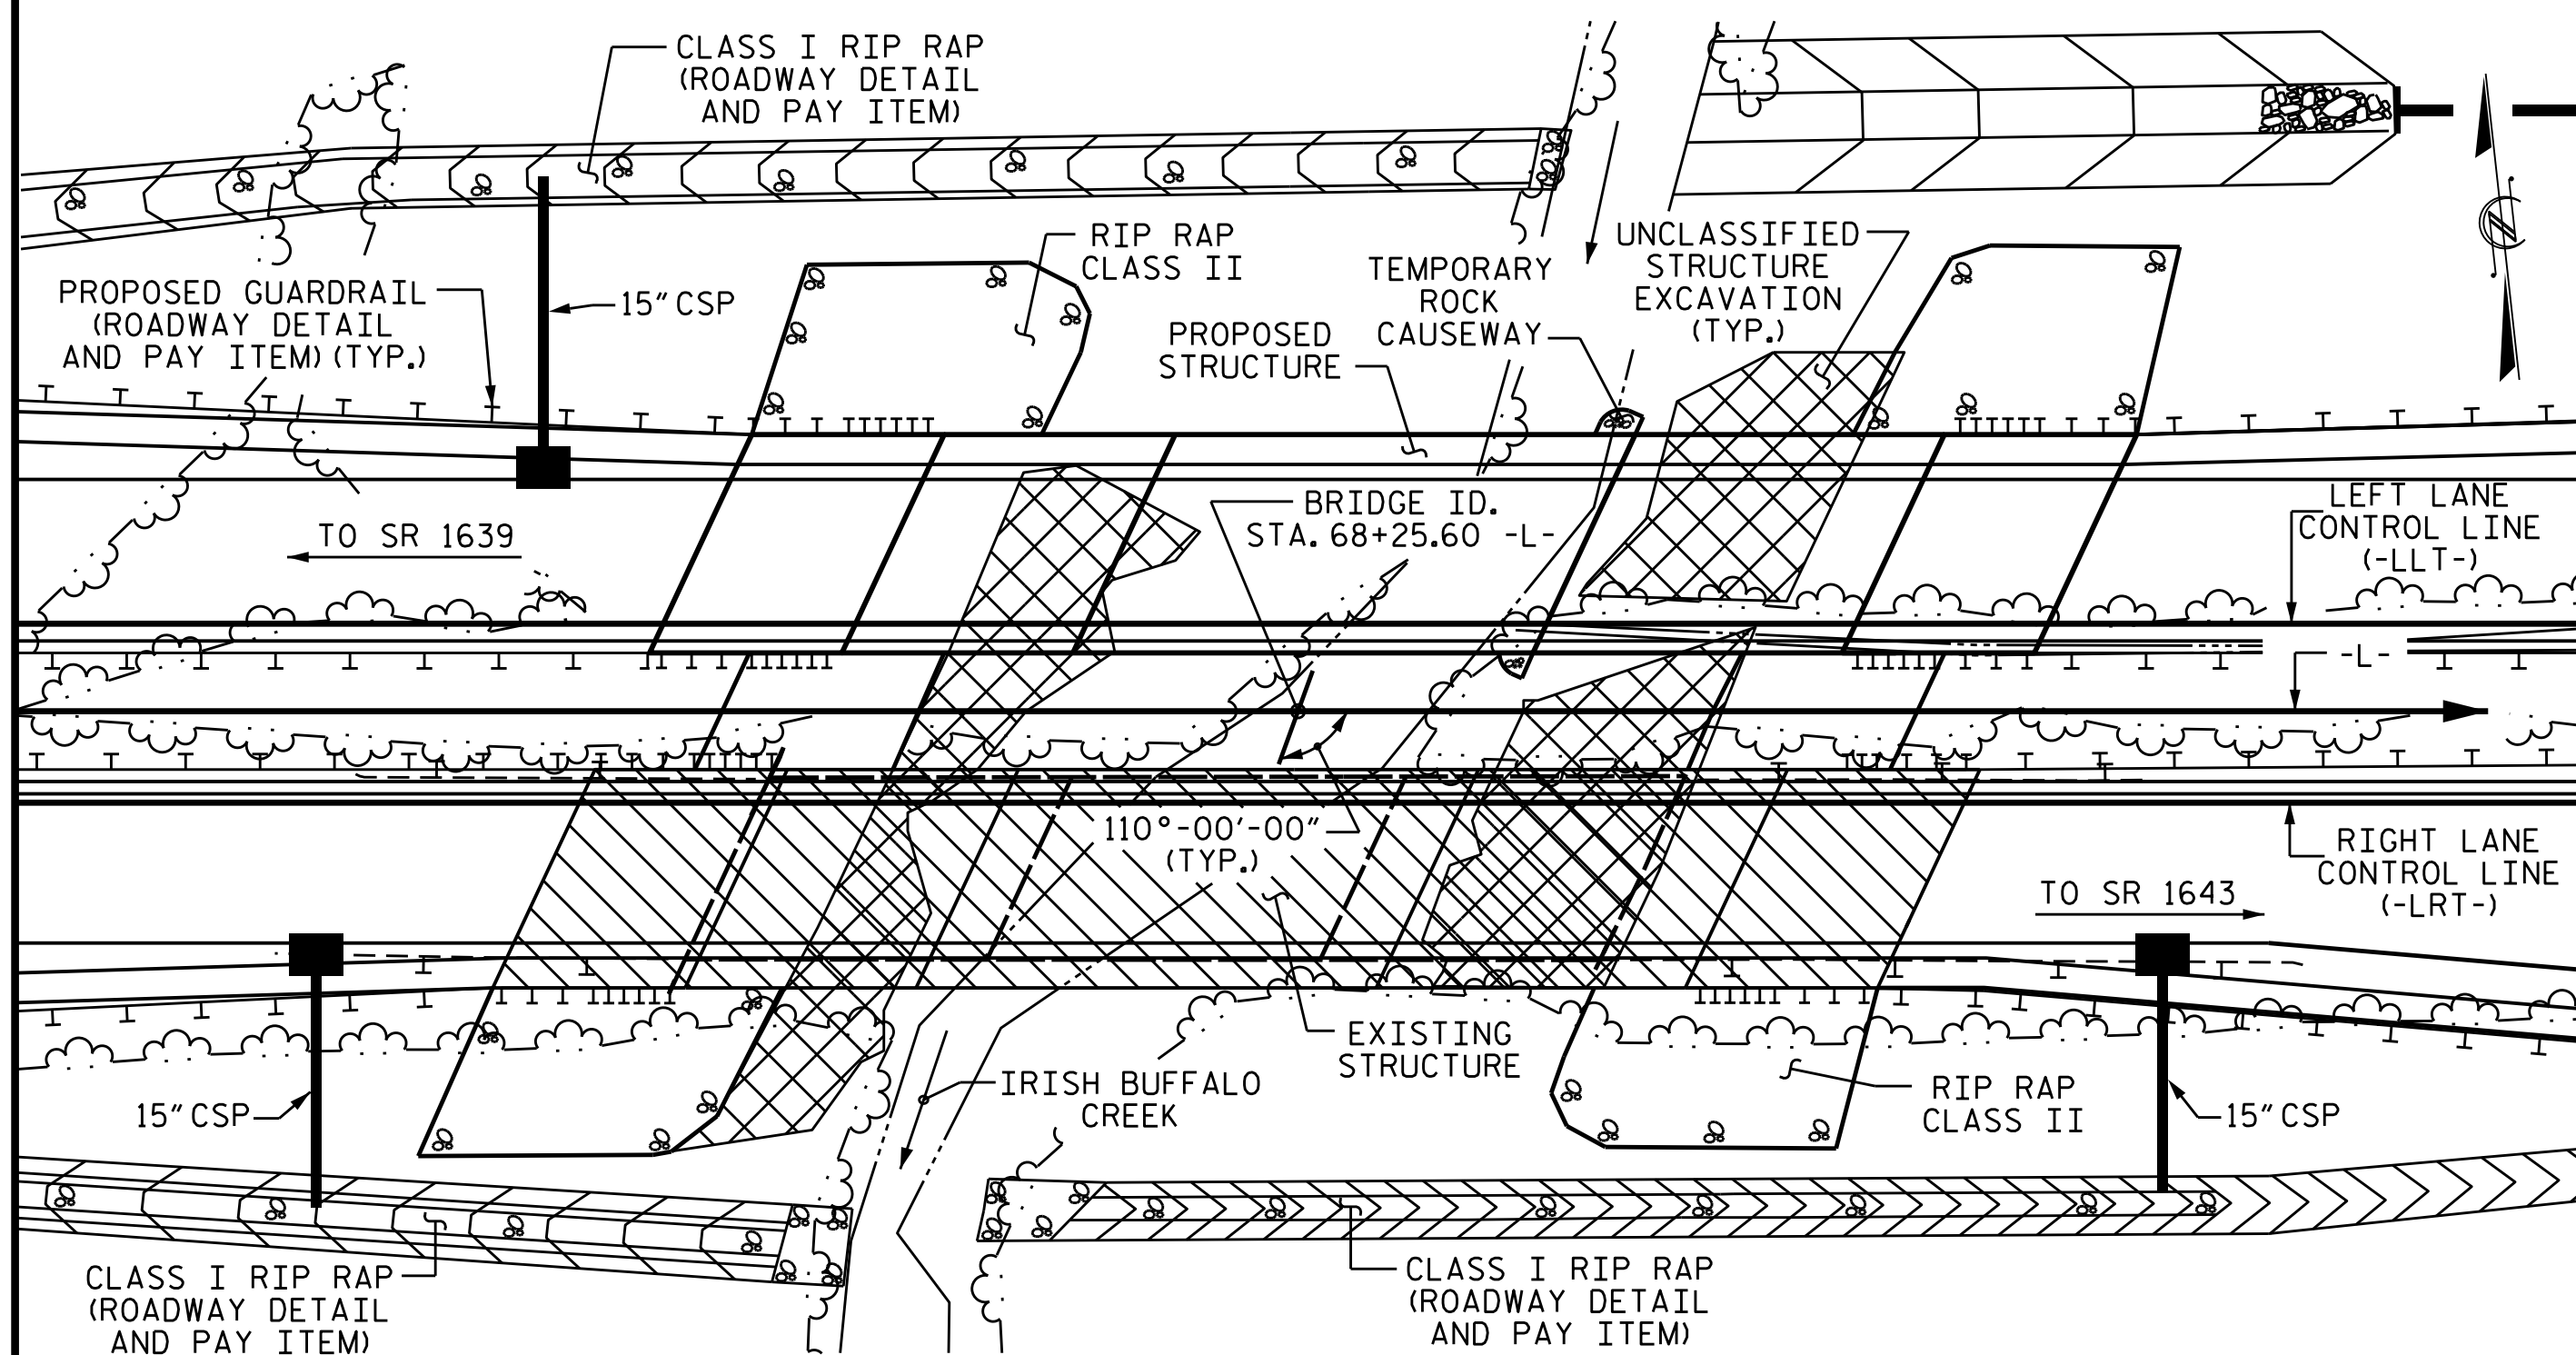 CLASS I RIP RAP
(ROADWAY DETAIL
AND PAY ITEM)
RIP RAP
CLASS II
UNCLASSIFIED
STRUCTURE
EXCAVATION
(TYP.)
TEMPORARY
ROCK
CAUSEWAY
PROPOSED
STRUCTURE
PROPOSED GUARDRAIL
(ROADWAY DETAIL
AND PAY ITEM) (TYP.)
15" CSP
TO SR 1639
BRIDGE ID.
STA. 68+25.60 -L-
LEFT LANE
CONTROL LINE
(-LLT-)
-L-
110°-00'-00"
(TYP.)
RIGHT LANE
CONTROL LINE
(-LRT-)
TO SR 1643
EXISTING
STRUCTURE
IRISH BUFFALO
CREEK
RIP RAP
CLASS II
15" CSP
15" CSP
CLASS I RIP RAP
(ROADWAY DETAIL
AND PAY ITEM)
CLASS I RIP RAP
(ROADWAY DETAIL
AND PAY ITEM)